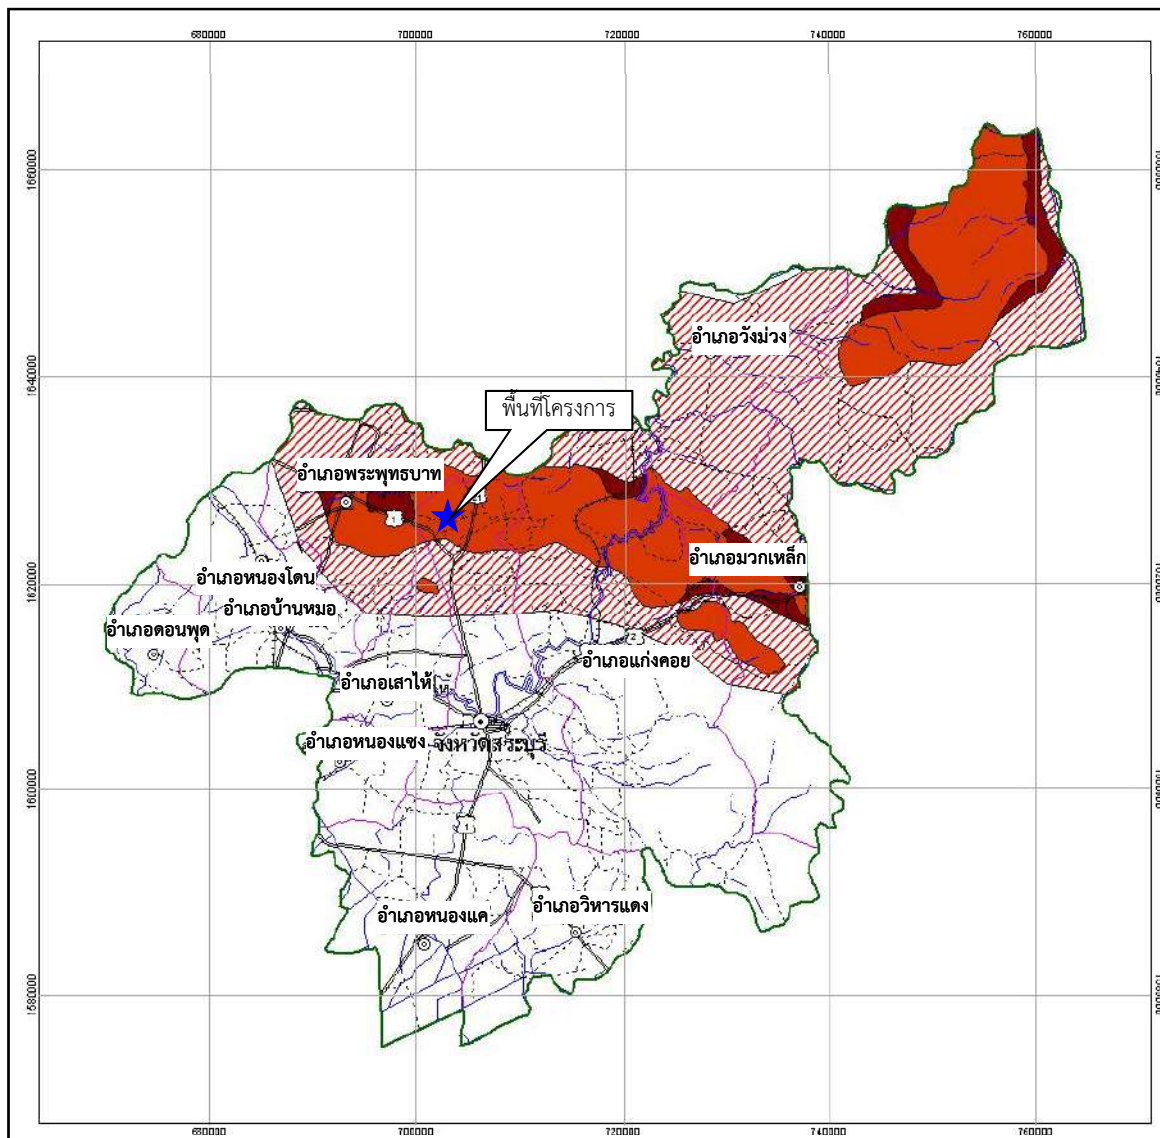 680000 700000 720000 740000 760000
1660000
อำเภอวังม่วง
1640000
พื้นที่โครงการ
อำเภอพระพุทธบาท
21
1
อำเภอมวกเหล็ก
อำเภอหนองโดน
1620000
อำเภอบ้านหมอ
อำเภอดอนพุด
2
อำเภอแก่งคอย
อำเภอเสาไห้
อำเภอหนองแซง
จังหวัดสระบุรี
1600000
1
อำเภอวิหารแดง
อำเภอหนองแค
1580000
680000 700000 720000 740000 760000